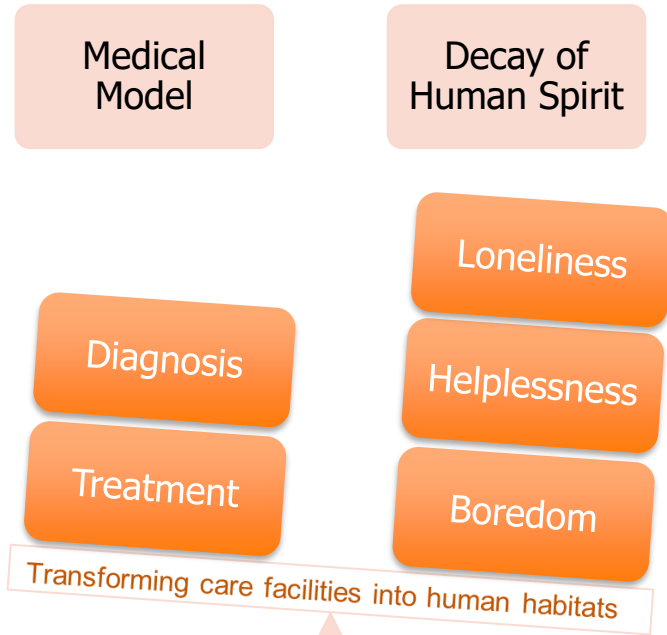 Medical
Model
Decay of
Human Spirit
Loneliness
Diagnosis
Helplessness
Treatment
Boredom
Transforming care facilities into human habitats